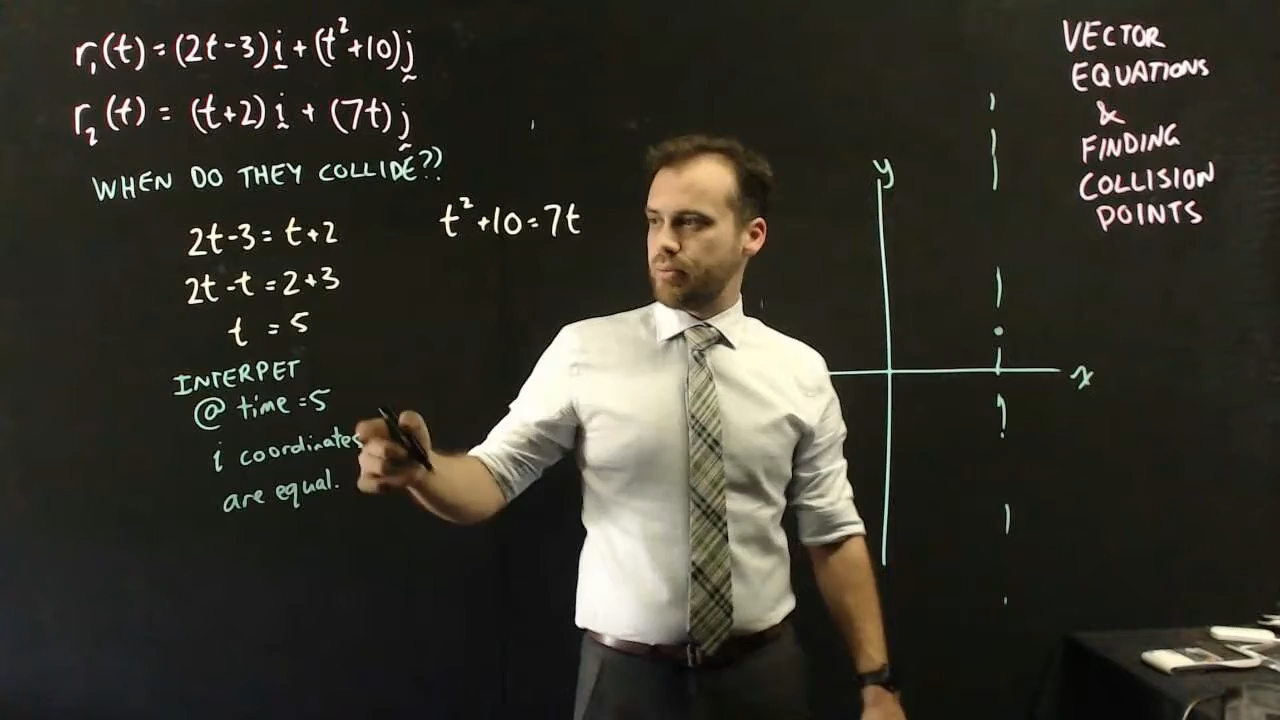 r₁(t) = (2t-3)i + (t²+10)j
r₂(t) = (t+2)i + (7t)j
WHEN DO THEY COLLIDE??
2t-3 = t+2
2t-t = 2+3
t = 5
INTERPET
@ time = 5
i coordinates
are equal.
t²+10 = 7t
y
x
VECTOR
EQUATIONS
&
FINDING
COLLISION
POINTS